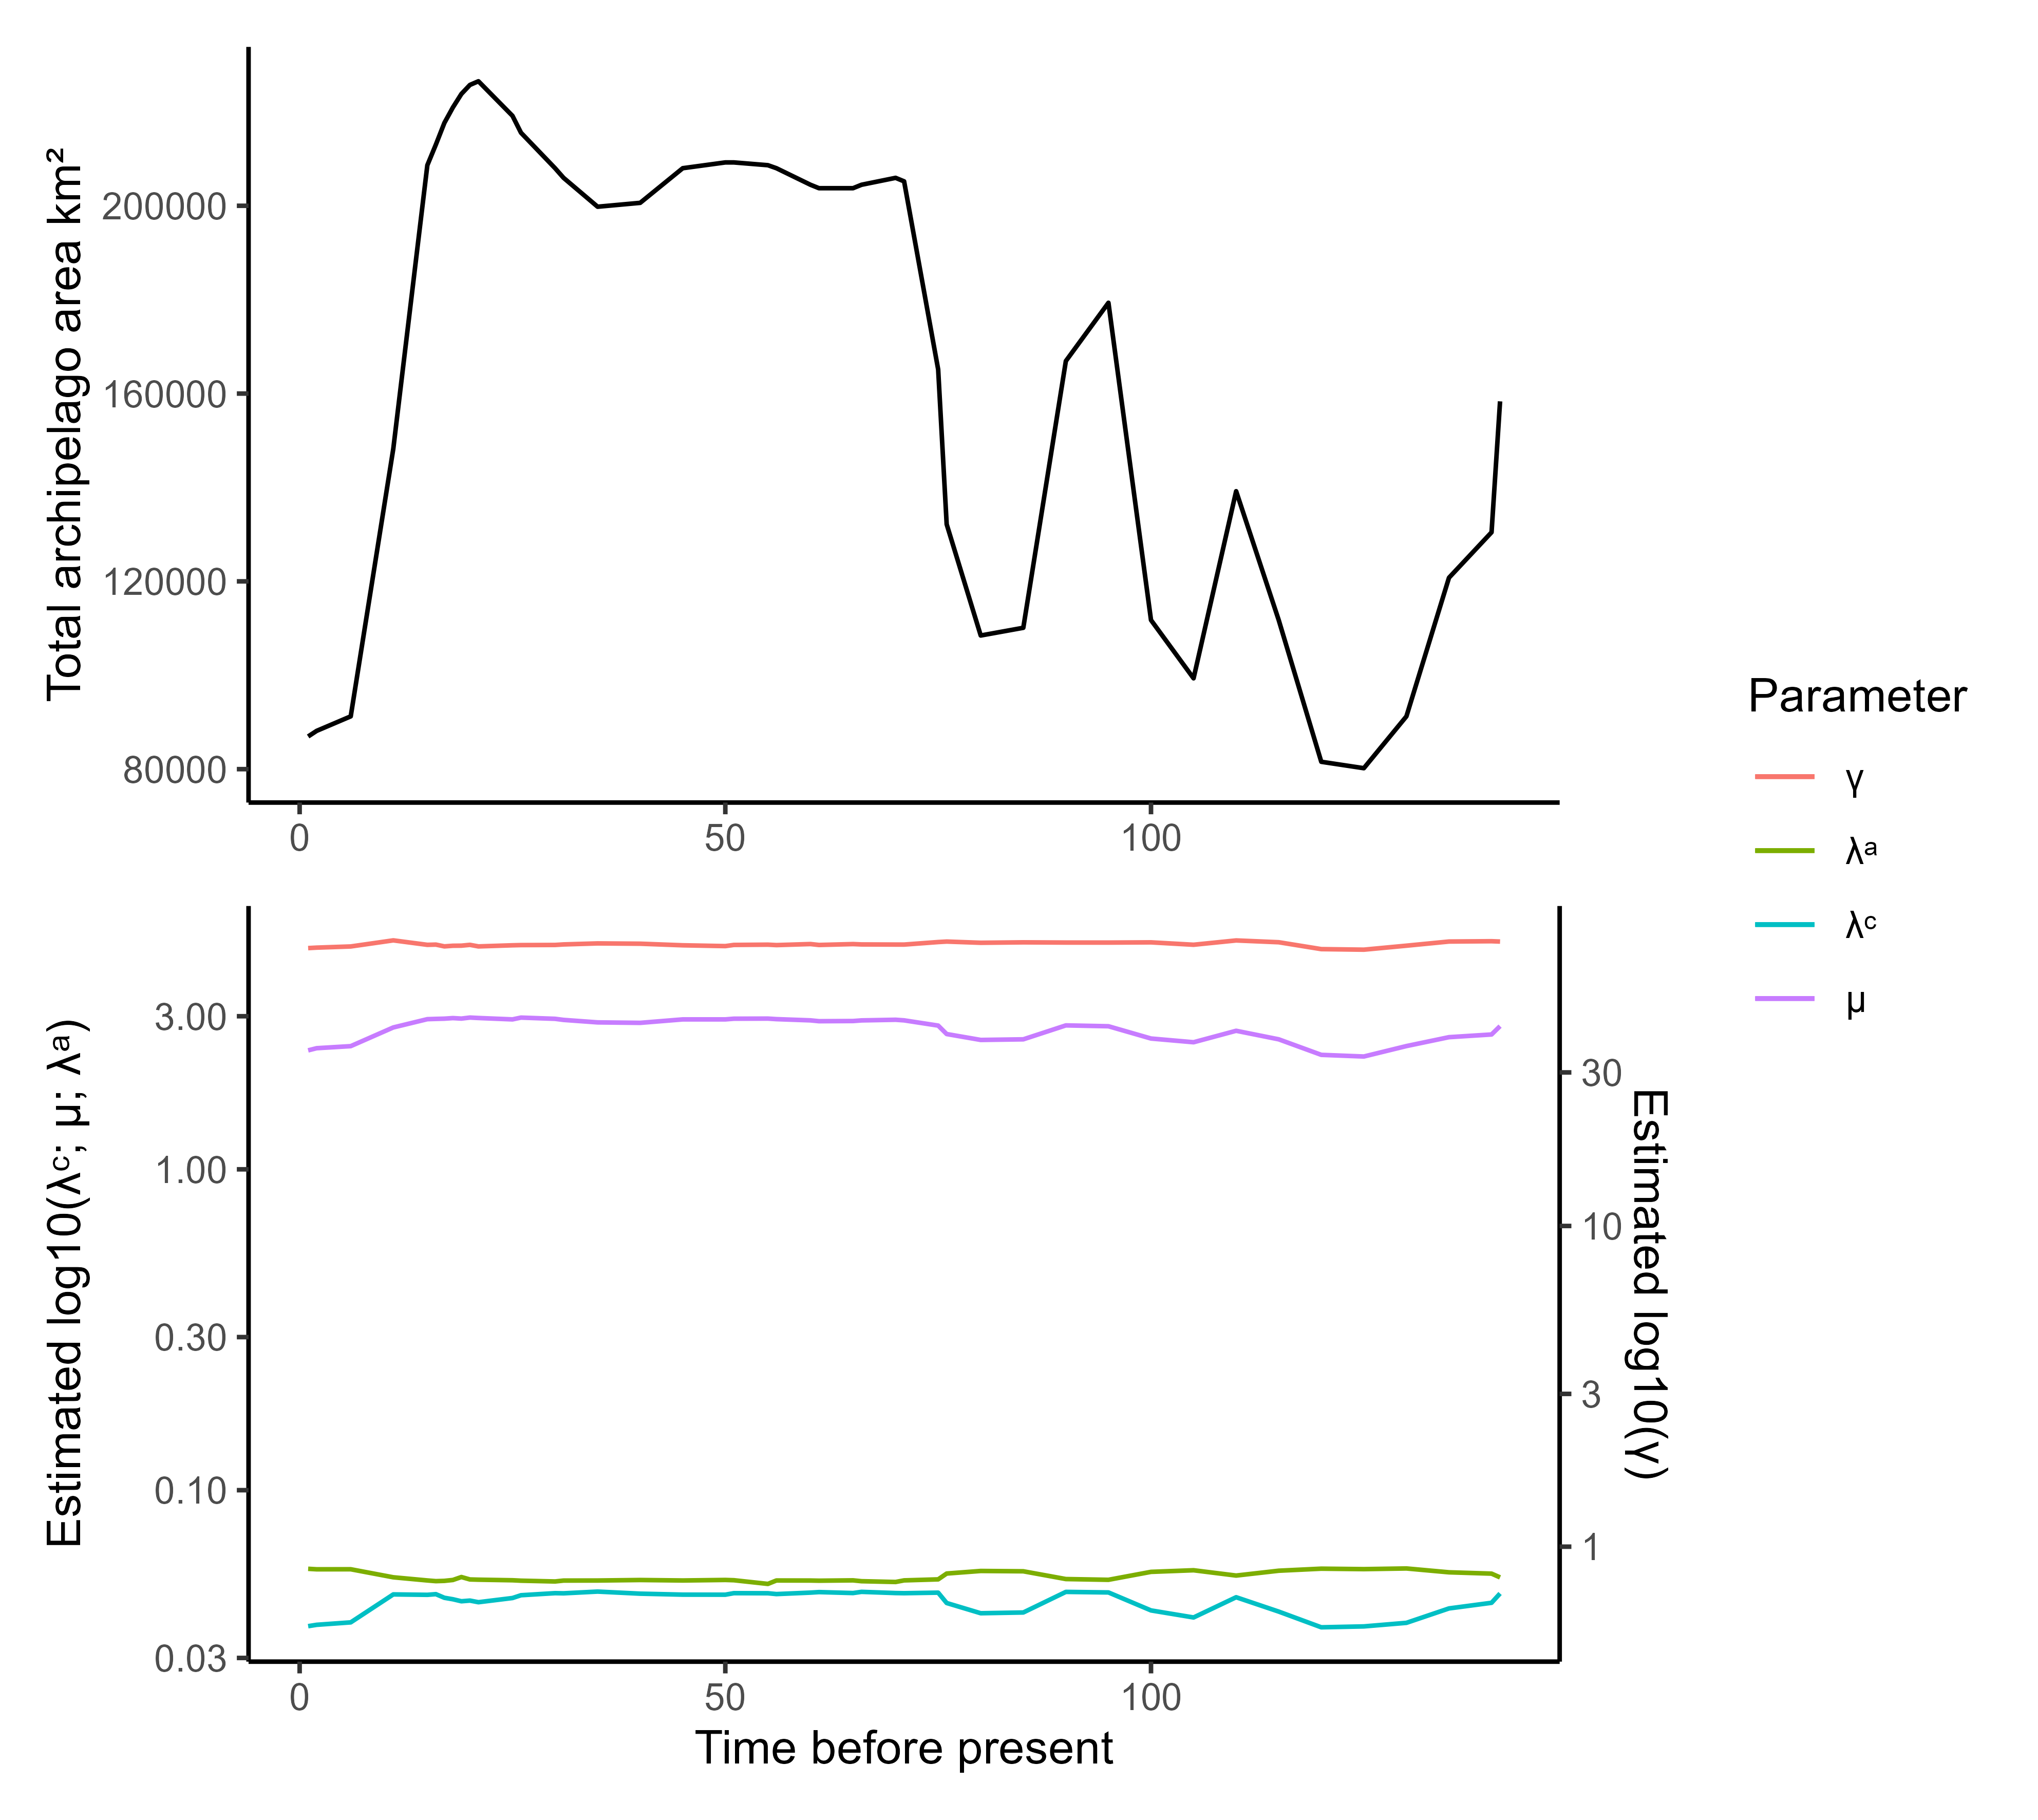 Total archipelago area km²
200000
160000
120000
80000
0 50 100
Estimated log10(λᶜ; μ; λᵃ)
3.00
1.00
0.30
0.10
0.03
0 50 100
Time before present
30
10
3
1
Estimated log10(γ)
Parameter
γ
λᵃ
λᶜ
μ